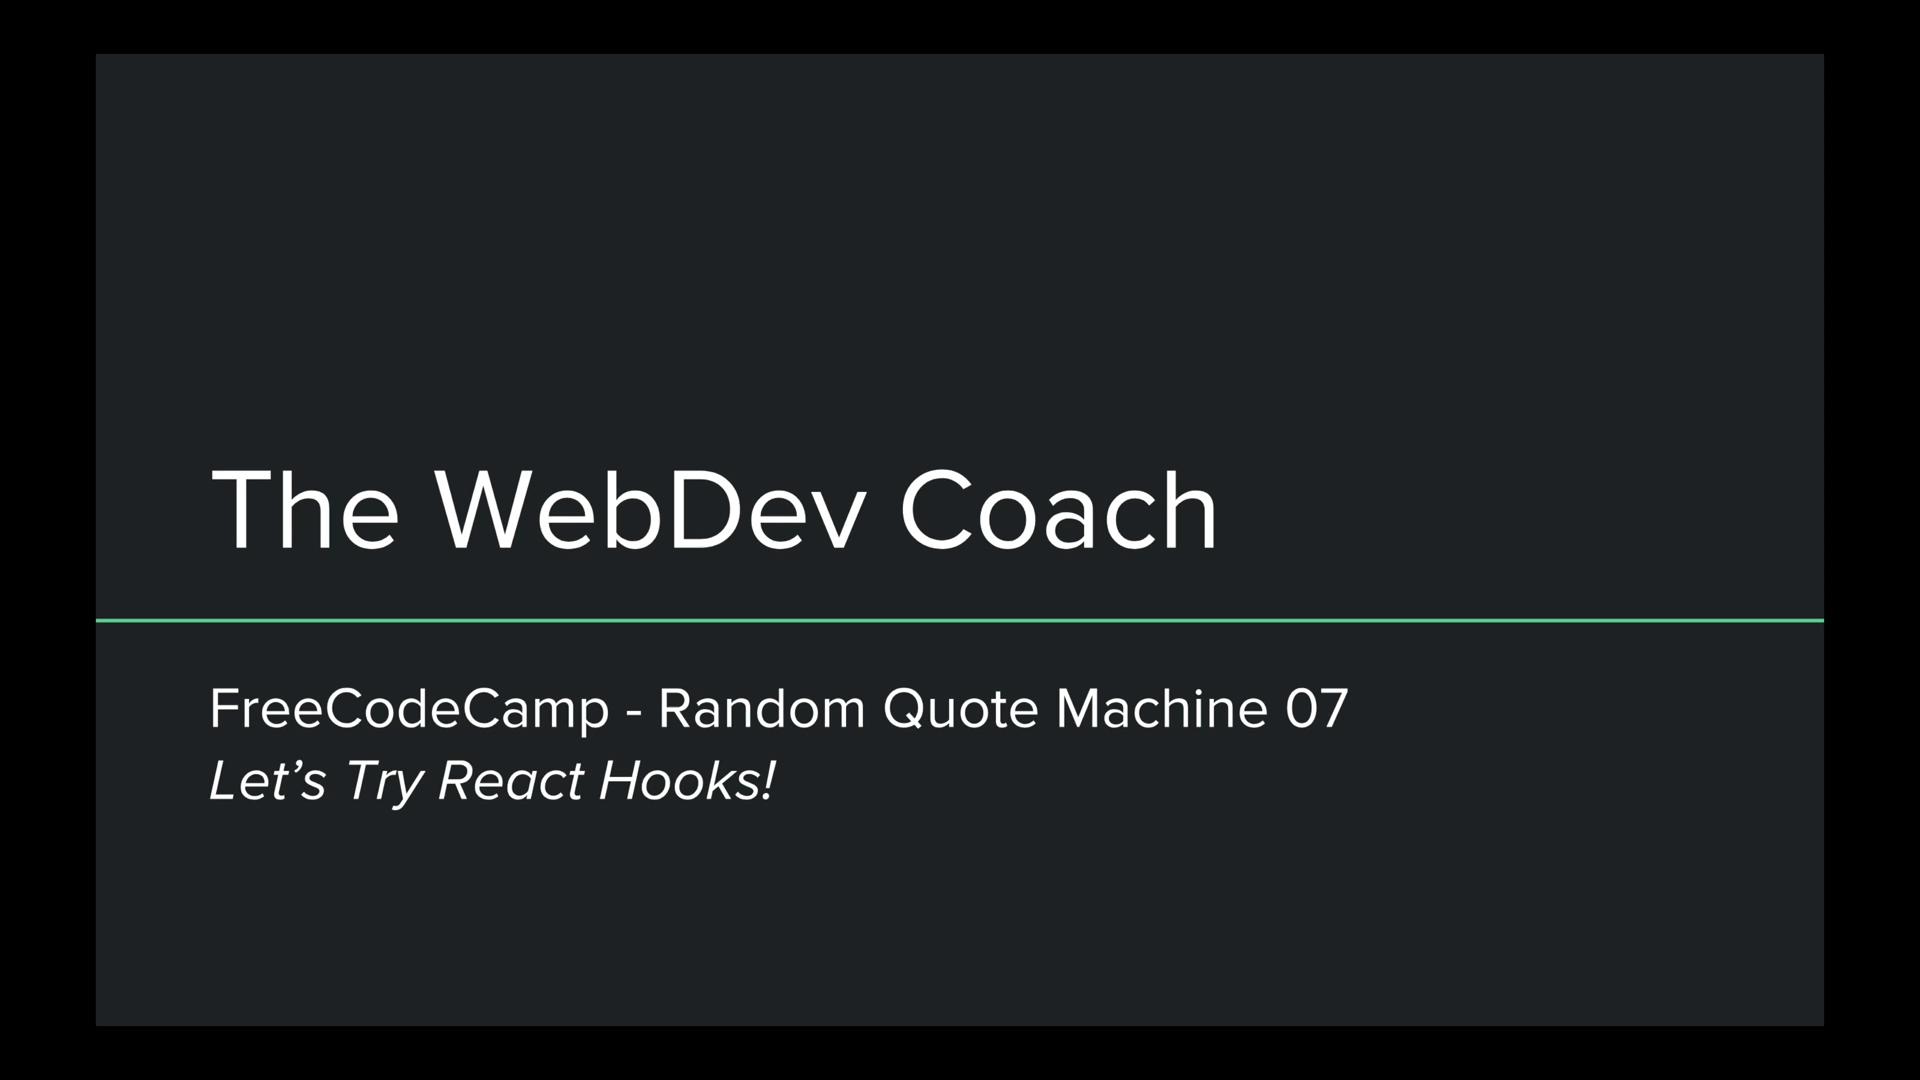 The WebDev Coach
FreeCodeCamp - Random Quote Machine 07
Let’s Try React Hooks!